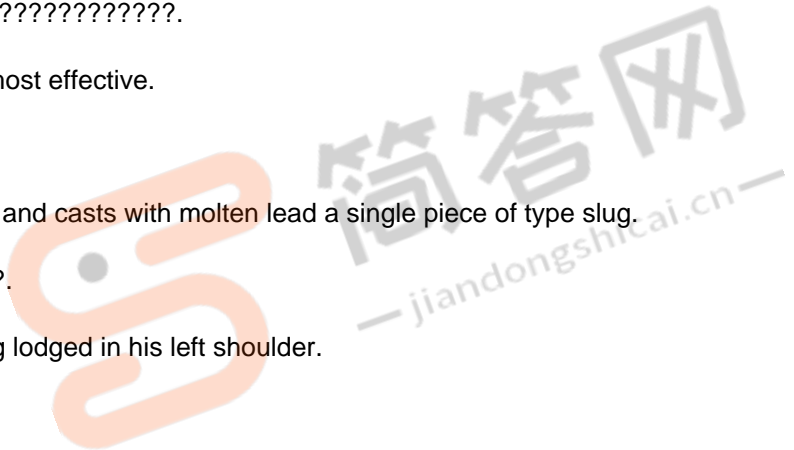 ????????????.
ost effective.
and casts with molten lead a single piece of type slug.
?.
g lodged in his left shoulder.
简答网
jiandongshicai.cn